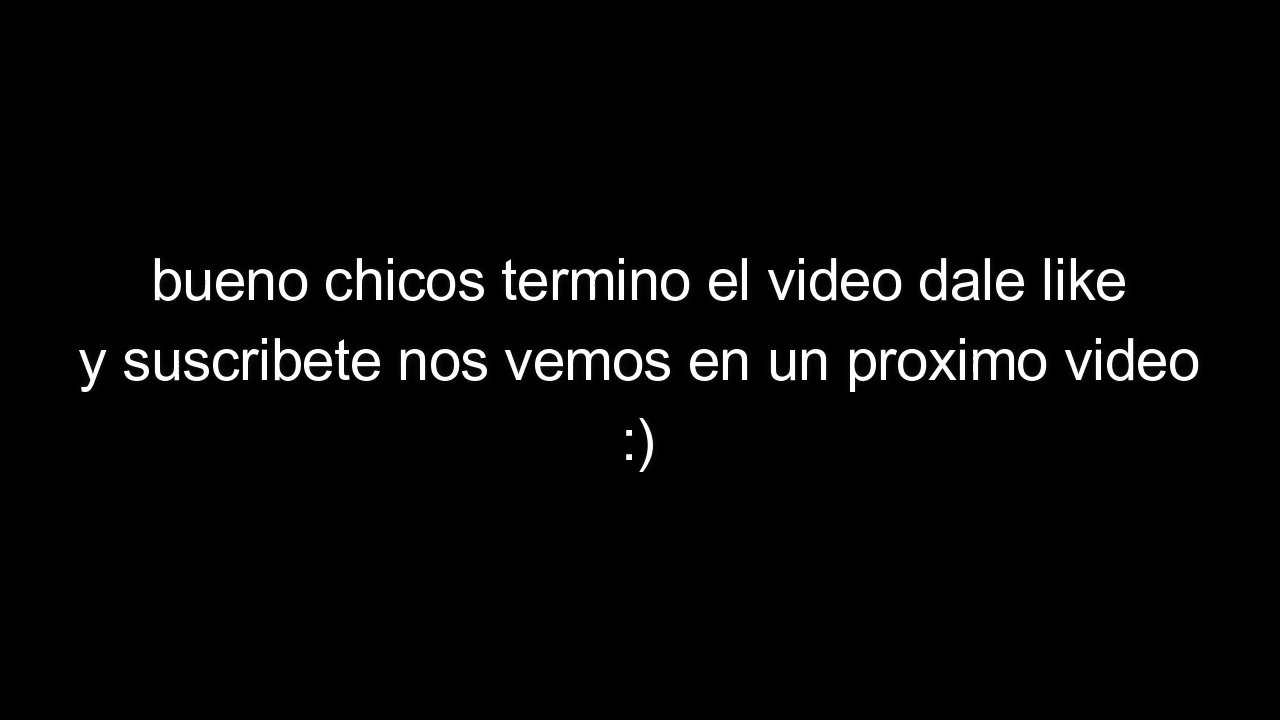 bueno chicos termino el video dale like
y suscribete nos vemos en un proximo video
:)